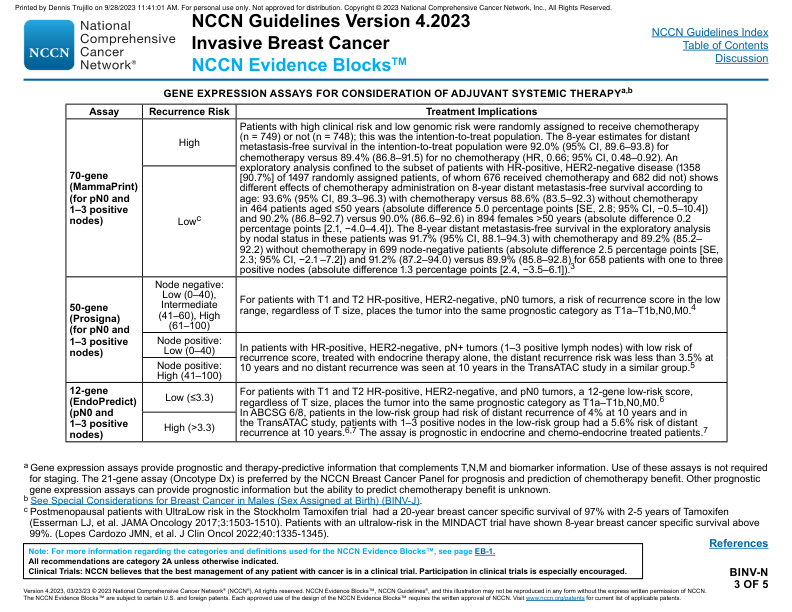 Printed by Dennis Trujillo on 9/28/2023 11:41:01 AM. For personal use only. Not approved for distribution. Copyright © 2023 National Comprehensive Cancer Network, Inc., All Rights Reserved.
NCCN
National
Comprehensive
Cancer
Network®
NCCN Guidelines Version 4.2023
Invasive Breast Cancer
NCCN Evidence Blocks™
NCCN Guidelines Index
Table of Contents
Discussion
GENE EXPRESSION ASSAYS FOR CONSIDERATION OF ADJUVANT SYSTEMIC THERAPYa,b
Assay
Recurrence Risk
Treatment Implications
70-gene
(MammaPrint)
(for pN0 and
1–3 positive
nodes)
High
Lowc
Patients with high clinical risk and low genomic risk were randomly assigned to receive chemotherapy
(n = 749) or not (n = 748); this was the intention-to-treat population. The 8-year estimates for distant
metastasis-free survival in the intention-to-treat population were 92.0% (95% CI, 89.6–93.8) for
chemotherapy versus 89.4% (86.8–91.5) for no chemotherapy (HR, 0.66; 95% CI, 0.48–0.92). An
exploratory analysis confined to the subset of patients with HR-positive, HER2-negative disease (1358
[90.7%] of 1497 randomly assigned patients, of whom 676 received chemotherapy and 682 did not) shows
different effects of chemotherapy administration on 8-year distant metastasis-free survival according to
age: 93.6% (95% CI, 89.3–96.3) with chemotherapy versus 88.6% (83.5–92.3) without chemotherapy
in 464 patients aged ≤50 years (absolute difference 5.0 percentage points [SE, 2.8; 95% CI, −0.5–10.4])
and 90.2% (86.8–92.7) versus 90.0% (86.6–92.6) in 894 females >50 years (absolute difference 0.2
percentage points [2.1, −4.0–4.4]). The 8-year distant metastasis-free survival in the exploratory analysis
by nodal status in these patients was 91.7% (95% CI, 88.1–94.3) with chemotherapy and 89.2% (85.2–
92.2) without chemotherapy in 699 node-negative patients (absolute difference 2.5 percentage points [SE,
2.3; 95% CI, −2.1 –7.2]) and 91.2% (87.2–94.0) versus 89.9% (85.8–92.8) for 658 patients with one to three
positive nodes (absolute difference 1.3 percentage points [2.4, −3.5–6.1]).3
50-gene
(Prosigna)
(for pN0 and
1–3 positive
nodes)
Node negative:
Low (0–40),
Intermediate
(41–60), High
(61–100)
For patients with T1 and T2 HR-positive, HER2-negative, pN0 tumors, a risk of recurrence score in the low
range, regardless of T size, places the tumor into the same prognostic category as T1a–T1b,N0,M0.4
Node positive:
Low (0–40)
Node positive:
High (41–100)
In patients with HR-positive, HER2-negative, pN+ tumors (1–3 positive lymph nodes) with low risk of
recurrence score, treated with endocrine therapy alone, the distant recurrence risk was less than 3.5% at
10 years and no distant recurrence was seen at 10 years in the TransATAC study in a similar group.5
12-gene
(EndoPredict)
(pN0 and
1–3 positive
nodes)
Low (≤3.3)
High (>3.3)
For patients with T1 and T2 HR-positive, HER2-negative, and pN0 tumors, a 12-gene low-risk score,
regardless of T size, places the tumor into the same prognostic category as T1a–T1b,N0,M0.6
In ABCSG 6/8, patients in the low-risk group had risk of distant recurrence of 4% at 10 years and in
the TransATAC study, patients with 1–3 positive nodes in the low-risk group had a 5.6% risk of distant
recurrence at 10 years.6,7 The assay is prognostic in endocrine and chemo-endocrine treated patients.7
a Gene expression assays provide prognostic and therapy-predictive information that complements T,N,M and biomarker information. Use of these assays is not required
for staging. The 21-gene assay (Oncotype Dx) is preferred by the NCCN Breast Cancer Panel for prognosis and prediction of chemotherapy benefit. Other prognostic
gene expression assays can provide prognostic information but the ability to predict chemotherapy benefit is unknown.
b See Special Considerations for Breast Cancer in Males (Sex Assigned at Birth) (BINV-J).
c Postmenopausal patients with UltraLow risk in the Stockholm Tamoxifen trial had a 20-year breast cancer specific survival of 97% with 2-5 years of Tamoxifen
(Esserman LJ, et al. JAMA Oncology 2017;3:1503-1510). Patients with an ultralow-risk in the MINDACT trial have shown 8-year breast cancer specific survival above
99%. (Lopes Cardozo JMN, et al. J Clin Oncol 2022;40:1335-1345).
Note: For more information regarding the categories and definitions used for the NCCN Evidence Blocks™, see page EB-1.
All recommendations are category 2A unless otherwise indicated.
Clinical Trials: NCCN believes that the best management of any patient with cancer is in a clinical trial. Participation in clinical trials is especially encouraged.
References
BINV-N
3 OF 5
Version 4.2023, 03/23/23 © 2023 National Comprehensive Cancer Network® (NCCN®), All rights reserved. NCCN Evidence Blocks™, NCCN Guidelines®, and this illustration may not be reproduced in any form without the express written permission of NCCN.
The NCCN Evidence Blocks™ are subject to certain U.S. and foreign patents. Each approved use of the design of the NCCN Evidence Blocks™ requires the written approval of NCCN. Visit www.nccn.org/patents for current list of applicable patents.